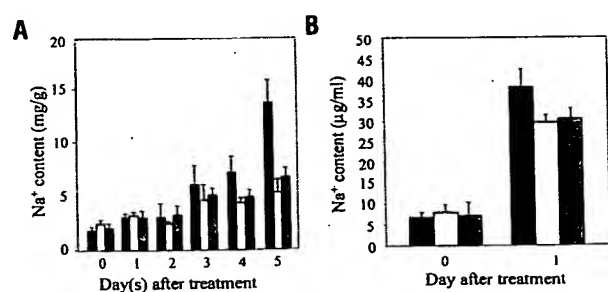 A
Na⁺ content (mg/g)
20
15
10
5
0
0 1 2 3 4 5
Day(s) after treatment
B
Na⁺ content (µg/ml)
50
45
40
35
30
25
20
15
10
5
0
0 1
Day after treatment